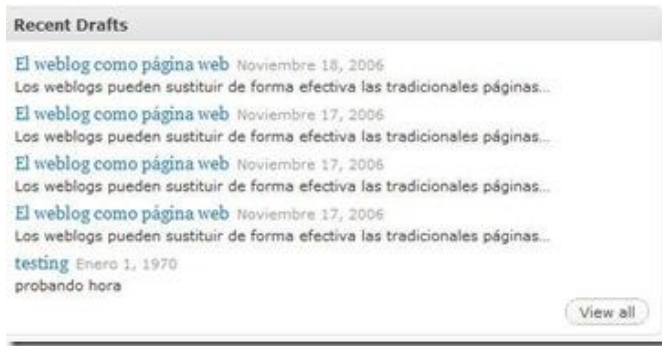 Recent Drafts
El weblog como página web Noviembre 18, 2006
Los weblogs pueden sustituir de forma efectiva las tradicionales páginas...
El weblog como página web Noviembre 17, 2006
Los weblogs pueden sustituir de forma efectiva las tradicionales páginas...
El weblog como página web Noviembre 17, 2006
Los weblogs pueden sustituir de forma efectiva las tradicionales páginas...
El weblog como página web Noviembre 17, 2006
Los weblogs pueden sustituir de forma efectiva las tradicionales páginas...
testing Enero 1, 1970
probando hora
View all